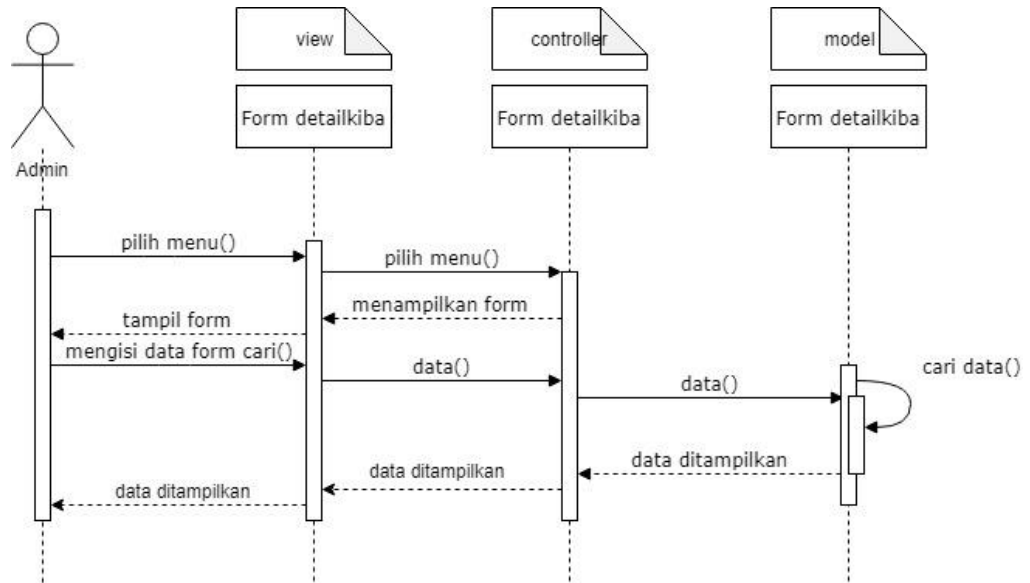 view
controller
model
Form detailkiba
Form detailkiba
Form detailkiba
Admin
pilih menu()
pilih menu()
menampilkan form
tampil form
mengisi data form cari()
data()
data()
cari data()
data ditampilkan
data ditampilkan
data ditampilkan